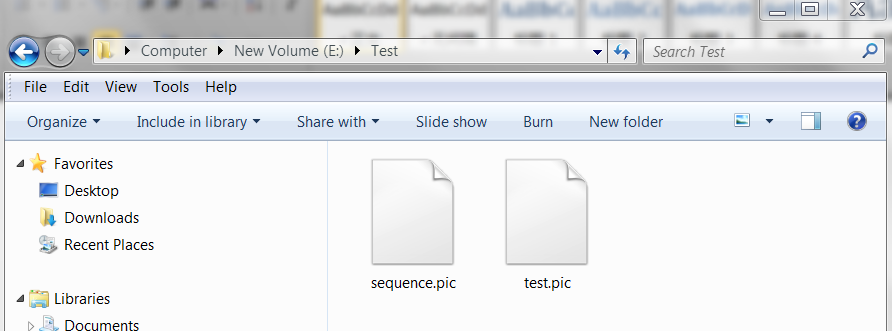 Computer New Volume (E:) Test
Search Test
File Edit View Tools Help
Organize Include in library Share with Slide show Burn New folder
Favorites
Desktop
Downloads
Recent Places
sequence.pic test.pic
Libraries
Documents